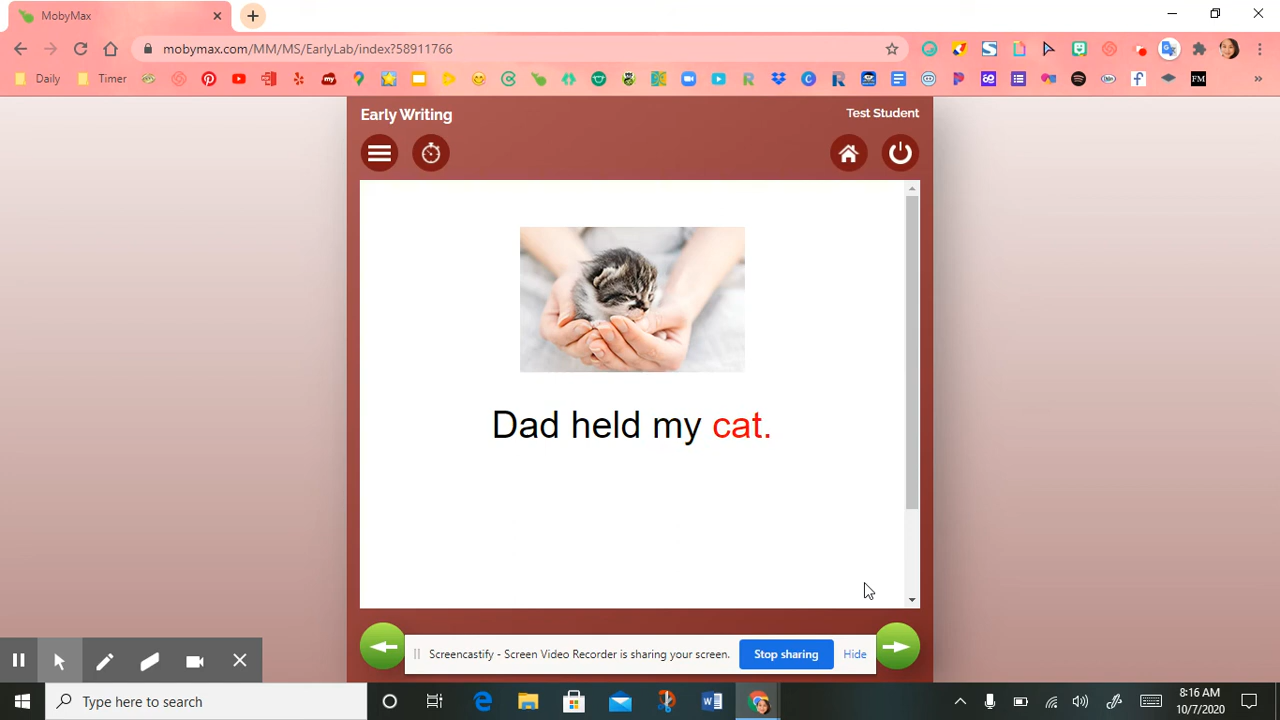 MobyMax
mobymax.com/MM/MS/EarlyLab/index?58911766
Daily
Timer
my
FM
Early Writing
Test Student
Dad held my cat.
Screencastify - Screen Video Recorder is sharing your screen.
Stop sharing
Hide
Type here to search
8:16 AM
10/7/2020